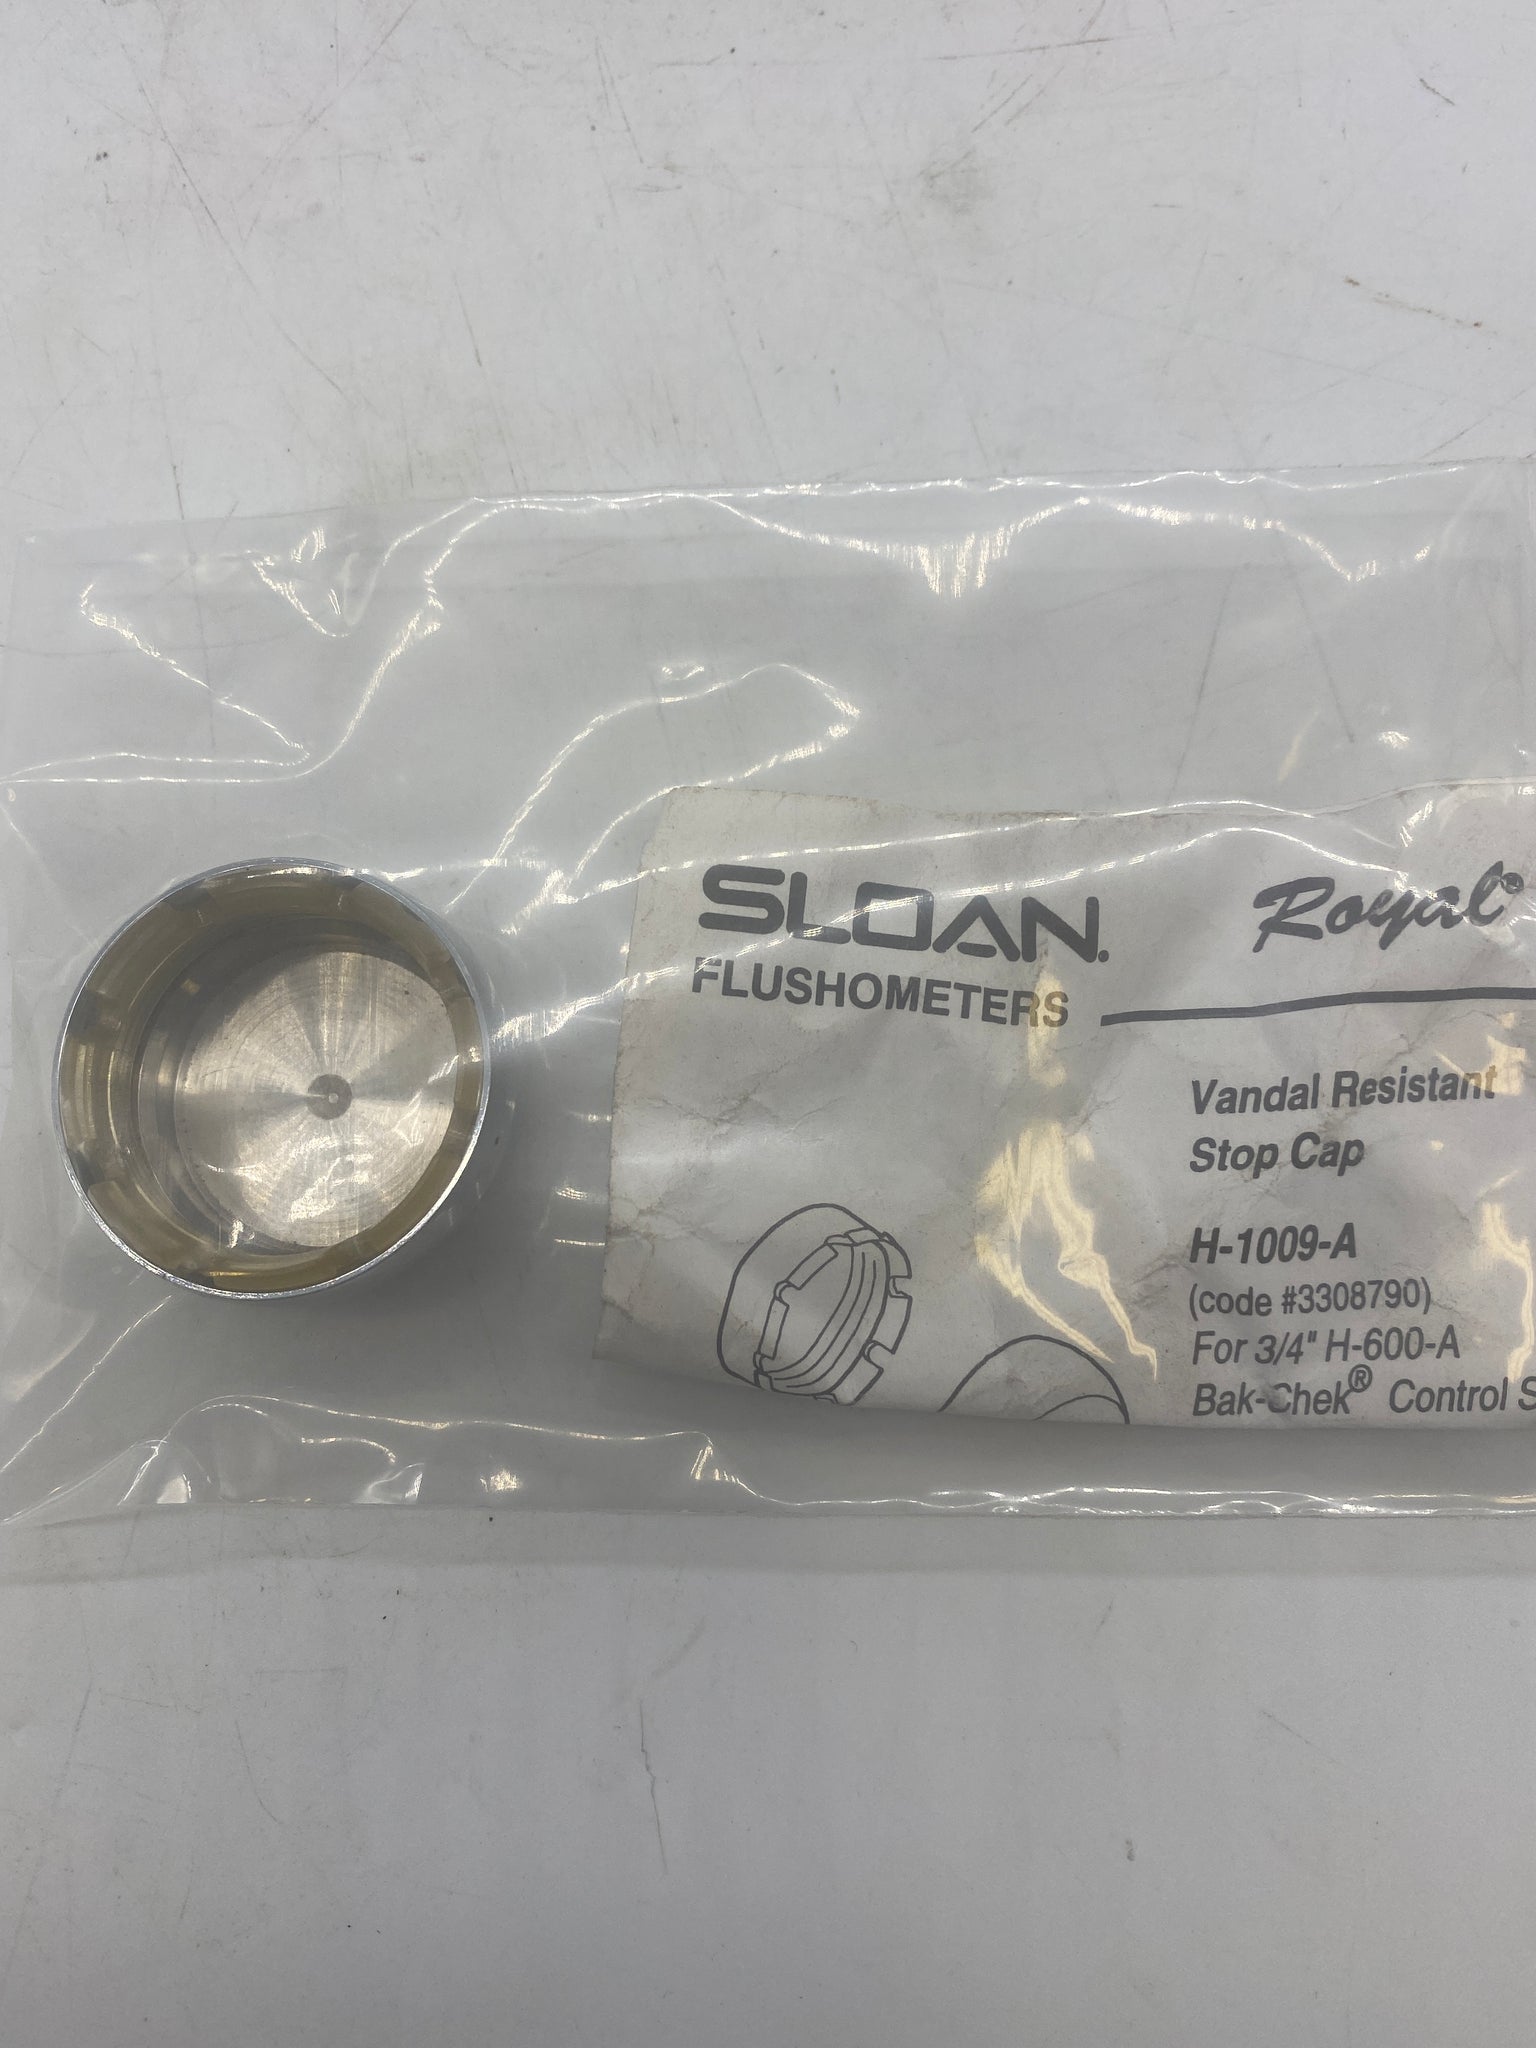 SLOAN.
FLUSHOMETERS
Royal®
Vandal Resistant
Stop Cap
H-1009-A
(code #3308790)
For 3/4" H-600-A
Bak-Chek® Control S